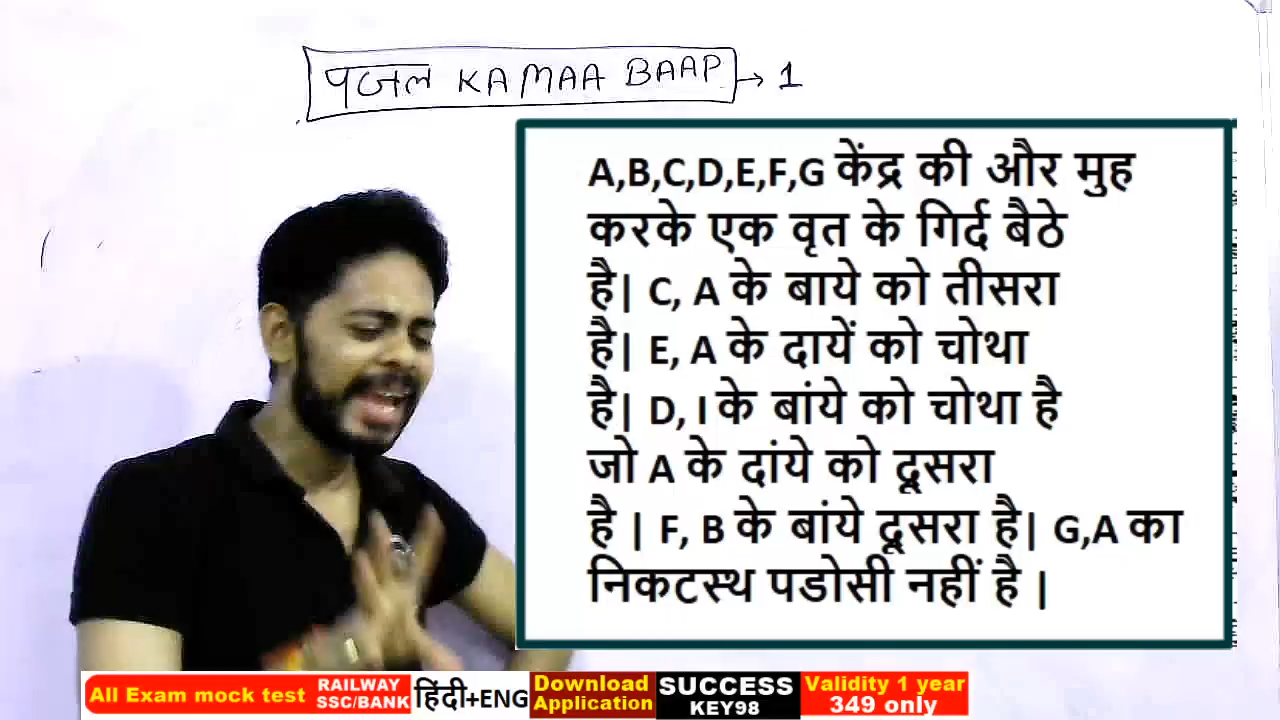 पजल KAMAA BAAP → 1
A,B,C,D,E,F,G केंद्र की और मुह
करके एक वृत के गिर्द बैठे
है| C, A के बाये को तीसरा
है| E, A के दायें को चोथा
है| D, I के बांये को चोथा है
जो A के दांये को दूसरा
है | F, B के बांये दूसरा है| G,A का
निकटस्थ पडोसी नहीं है |
All Exam mock test
RAILWAY
SSC/BANK
हिंदी+ENG
Download
Application
SUCCESS
KEY98
Validity 1 year
349 only